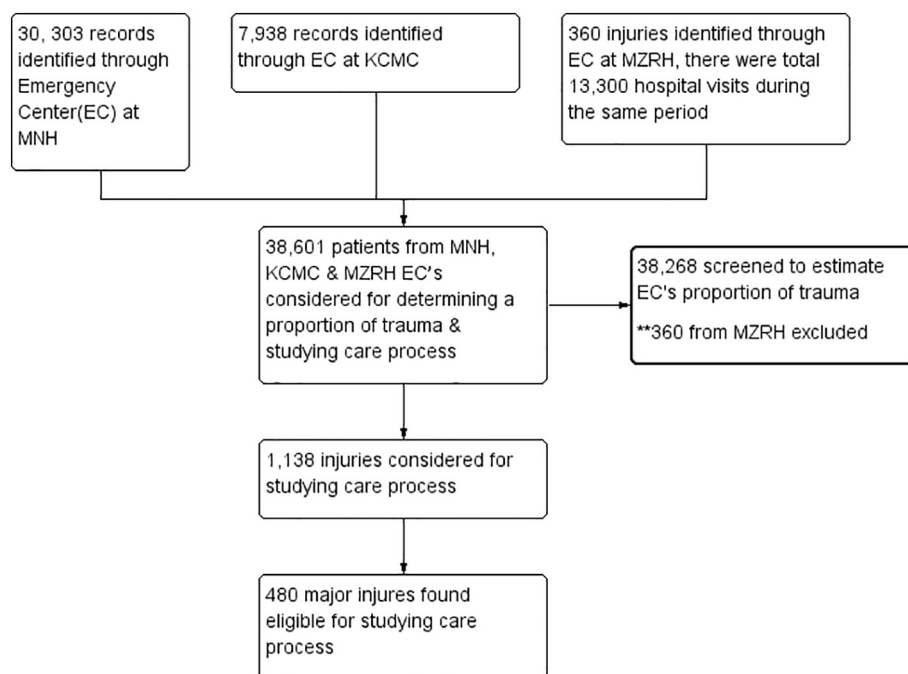 30, 303 records
identified through
Emergency
Center(EC) at
MNH
7,938 records identified
through EC at KCMC
360 injuries identified through
EC at MZRH, there were total
13,300 hospital visits during
the same period
38,601 patients from MNH,
KCMC & MZRH EC's
considered for determining a
proportion of trauma &
studying care process
38,268 screened to estimate
EC's proportion of trauma
**360 from MZRH excluded
1,138 injuries considered for
studying care process
480 major injures found
eligible for studying care
process